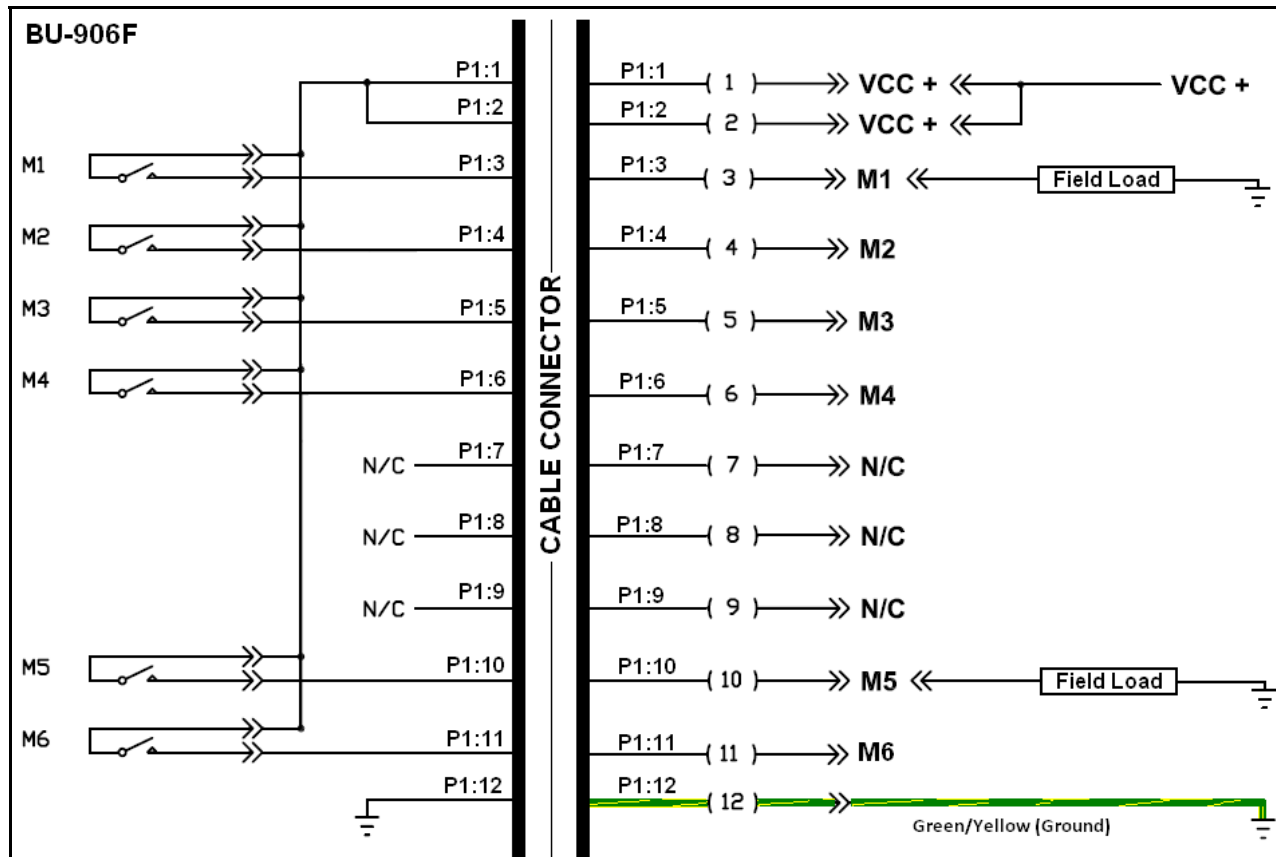 BU-906F
P1:1 P1:1 ( 1 ) VCC + VCC +
P1:2 P1:2 ( 2 ) VCC +
M1 P1:3 P1:3 ( 3 ) M1 Field Load
M2 P1:4 P1:4 ( 4 ) M2
M3 P1:5 P1:5 ( 5 ) M3
M4 P1:6 P1:6 ( 6 ) M4
N/C P1:7 P1:7 ( 7 ) N/C
N/C P1:8 P1:8 ( 8 ) N/C
N/C P1:9 P1:9 ( 9 ) N/C
M5 P1:10 P1:10 ( 10 ) M5 Field Load
M6 P1:11 P1:11 ( 11 ) M6
P1:12 P1:12 ( 12 )
Green/Yellow (Ground)
CABLE CONNECTOR